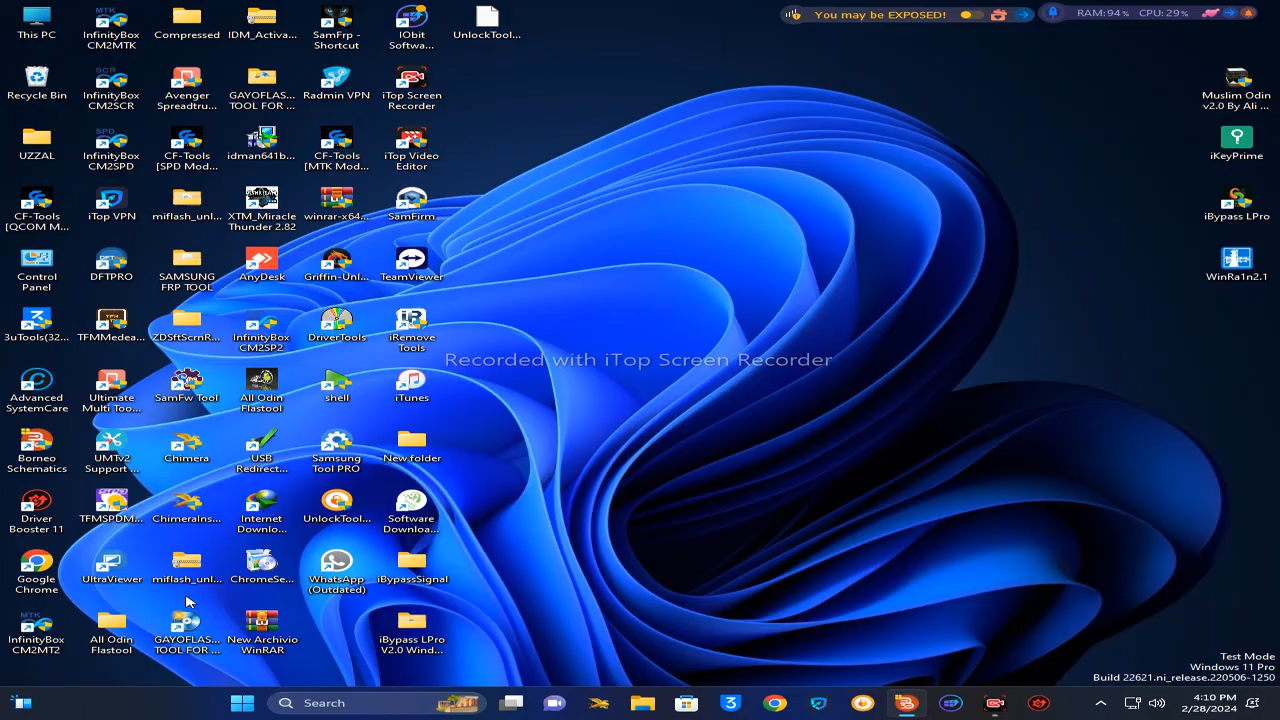 You may be EXPOSED!
RAM:94% CPU: 29%
This PC
InfinityBox
CM2MTK
Compressed
IDM_Activa...
SamFrp -
Shortcut
IObit
Softwa...
UnlockTool...
Recycle Bin
InfinityBox
CM2SCR
Avenger
Spreadtru...
GAYOFLAS...
TOOL FOR ...
Radmin VPN
iTop Screen
Recorder
Muslim Odin
v2.0 By Ali ...
UZZAL
InfinityBox
CM2SPD
CF-Tools
[SPD Mod...
idman641b...
CF-Tools
[MTK Mod...
iTop Video
Editor
iKeyPrime
CF-Tools
[QCOM M...
iTop VPN
miflash_unl...
XTM_Miracle
Thunder 2.82
winrar-x64...
SamFirm
iBypass LPro
Control
Panel
DFTPRO
SAMSUNG
FRP TOOL
AnyDesk
Griffin-Unl...
TeamViewer
WinRa1n2.1
3uTools(32...
TFMMedea...
ZDSftScrnR...
InfinityBox
CM2SP2
DriverTools
iRemove
Tools
Recorded with iTop Screen Recorder
Advanced
SystemCare
Ultimate
Multi Too...
SamFw Tool
All Odin
Flastool
shell
iTunes
Borneo
Schematics
UMTv2
Support ...
Chimera
USB
Redirect...
Samsung
Tool PRO
New folder
Driver
Booster 11
TFMSPDM...
ChimeraIns...
Internet
Downlo...
UnlockTool...
Software
Downloa...
Google
Chrome
UltraViewer
miflash_unl...
ChromeSe...
WhatsApp
(Outdated)
iBypassSignal
InfinityBox
CM2MT2
All Odin
Flastool
GAYOFLAS...
TOOL FOR ...
New Archivio
WinRAR
iBypass LPro
V2.0 Wind...
Test Mode
Windows 11 Pro
Build 22621.ni_release.220506-1250
Search
4:10 PM
2/28/2024